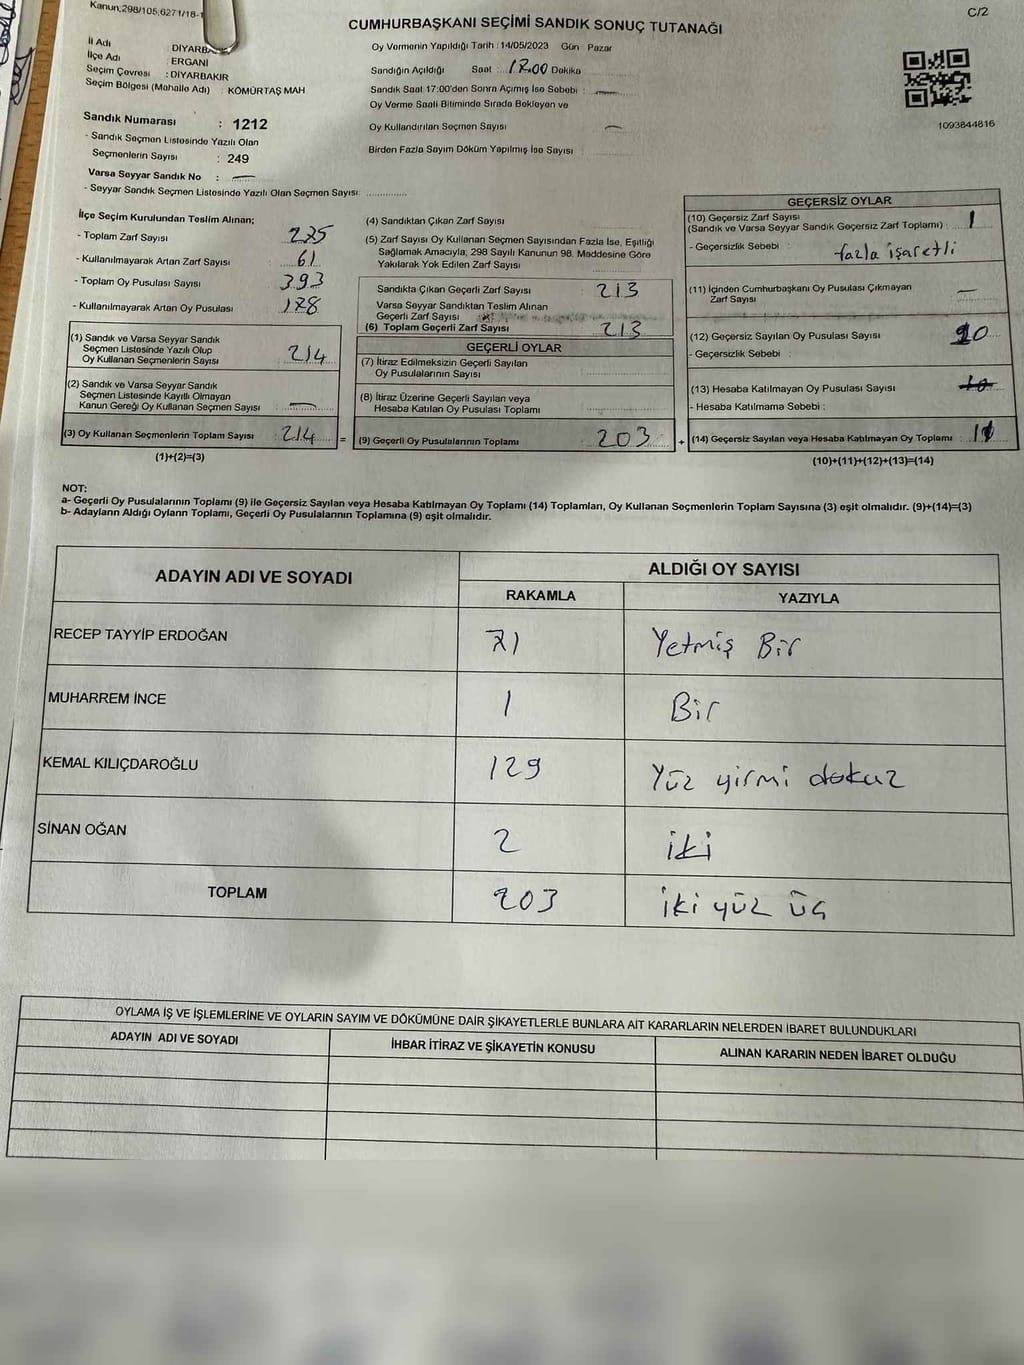 Kanun,298/105,6271/18-1
C/2
CUMHURBAŞKANI SEÇİMİ SANDIK SONUÇ TUTANAĞI
İl Adı DİYARBA
İlçe Adı : ERGANİ
Seçim Çevresi : DİYARBAKIR
Seçim Bölgesi (Mahalle Adı) : KÖMÜRTAŞ MAH
Sandık Numarası : 1212
- Sandık Seçmen Listesinde Yazılı Olan
Seçmenlerin Sayısı : 249
Varsa Seyyar Sandık No : —
- Seyyar Sandık Seçmen Listesinde Yazılı Olan Seçmen Sayısı:
Oy Vermenin Yapıldığı Tarih : 14/05/2023 Gün Pazar
Sandığın Açıldığı Saat : 17.00 Dakika
Sandık Saat 17:00'den Sonra Açımış İse Sebebi : —
Oy Verme Saati Bitiminde Sırada Bekleyen ve
Oy Kullandırılan Seçmen Sayısı —
Birden Fazla Sayım Döküm Yapılmış İse Sayısı
1093844816
İlçe Seçim Kurulundan Teslim Alınan;
- Toplam Zarf Sayısı : 275
- Kullanılmayarak Artan Zarf Sayısı : 61
- Toplam Oy Pusulası Sayısı : 393
- Kullanılmayarak Artan Oy Pusulası : 178
(1) Sandık ve Varsa Seyyar Sandık
Seçmen Listesinde Yazılı Olup
Oy Kullanan Seçmenlerin Sayısı : 214
(2) Sandık ve Varsa Seyyar Sandık
Seçmen Listesinde Kayıtlı Olmayan
Kanun Gereği Oy Kullanan Seçmen Sayısı : —
(3) Oy Kullanan Seçmenlerin Toplam Sayısı : 214
(1)+(2)=(3)
=
(4) Sandıktan Çıkan Zarf Sayısı
(5) Zarf Sayısı Oy Kullanan Seçmen Sayısından Fazla İse, Eşitliği
Sağlamak Amacıyla, 298 Sayılı Kanunun 98. Maddesine Göre
Yakılarak Yok Edilen Zarf Sayısı
Sandıkta Çıkan Geçerli Zarf Sayısı : 213
Varsa Seyyar Sandıktan Teslim Alınan
Geçerli Zarf Sayısı
(6) Toplam Geçerli Zarf Sayısı : 213
GEÇERLİ OYLAR
(7) İtiraz Edilmeksizin Geçerli Sayılan
Oy Pusulalarının Sayısı
(8) İtiraz Üzerine Geçerli Sayılan veya
Hesaba Katılan Oy Pusulası Toplamı
(9) Geçerli Oy Pusulalarının Toplamı : 203
+
GEÇERSİZ OYLAR
(10) Geçersiz Zarf Sayısı
(Sandık ve Varsa Seyyar Sandık Geçersiz Zarf Toplamı) : 1
- Geçersizlik Sebebi : fazla işaretli
(11) İçinden Cumhurbaşkanı Oy Pusulası Çıkmayan
Zarf Sayısı : —
(12) Geçersiz Sayılan Oy Pusulası Sayısı : 10
- Geçersizlik Sebebi :
(13) Hesaba Katılmayan Oy Pusulası Sayısı : 10
- Hesaba Katılmama Sebebi :
(14) Geçersiz Sayılan veya Hesaba Katılmayan Oy Toplamı : 11
(10)+(11)+(12)+(13)=(14)
NOT:
a- Geçerli Oy Pusulalarının Toplamı (9) ile Geçersiz Sayılan veya Hesaba Katılmayan Oy Toplamı (14) Toplamları, Oy Kullanan Seçmenlerin Toplam Sayısına (3) eşit olmalıdır. (9)+(14)=(3)
b- Adayların Aldığı Oyların Toplamı, Geçerli Oy Pusulalarının Toplamına (9) eşit olmalıdır.
ADAYIN ADI VE SOYADI ALDIĞI OY SAYISI
RAKAMLA YAZIYLA
RECEP TAYYİP ERDOĞAN 71 Yetmiş Bir
MUHARREM İNCE 1 Bir
KEMAL KILIÇDAROĞLU 129 Yüz yirmi dokuz
SİNAN OĞAN 2 iki
TOPLAM 203 iki yüz üç
OYLAMA İŞ VE İŞLEMLERİNE VE OYLARIN SAYIM VE DÖKÜMÜNE DAİR ŞİKAYETLERLE BUNLARA AİT KARARLARIN NELERDEN İBARET BULUNDUKLARI
ADAYIN ADI VE SOYADI İHBAR İTİRAZ VE ŞİKAYETİN KONUSU ALINAN KARARIN NEDEN İBARET OLDUĞU